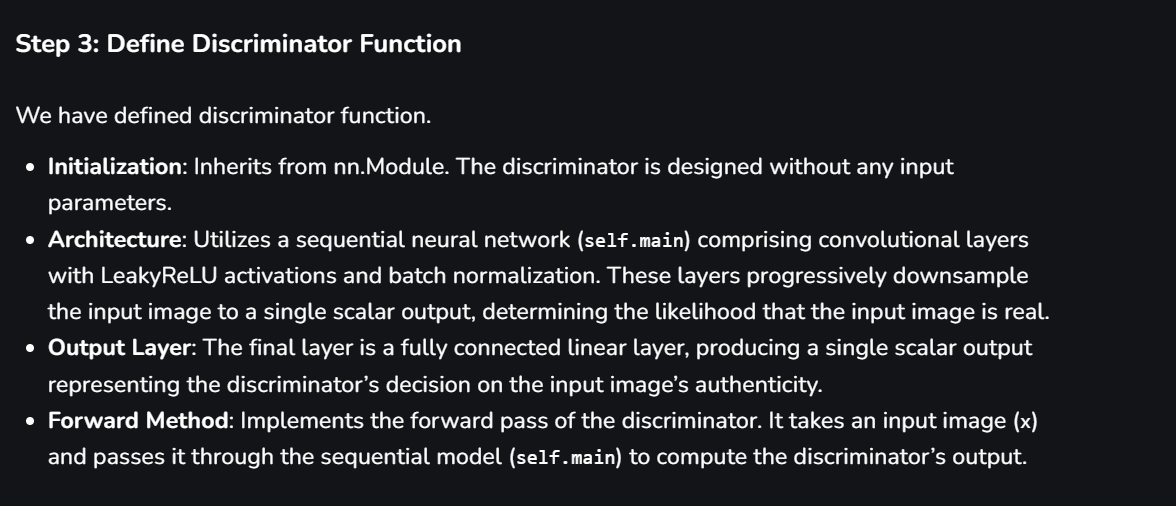 Step 3: Define Discriminator Function
We have defined discriminator function.
• Initialization: Inherits from nn.Module. The discriminator is designed without any input
parameters.
• Architecture: Utilizes a sequential neural network (self.main) comprising convolutional layers
with LeakyReLU activations and batch normalization. These layers progressively downsample
the input image to a single scalar output, determining the likelihood that the input image is real.
• Output Layer: The final layer is a fully connected linear layer, producing a single scalar output
representing the discriminator’s decision on the input image’s authenticity.
• Forward Method: Implements the forward pass of the discriminator. It takes an input image (x)
and passes it through the sequential model (self.main) to compute the discriminator’s output.